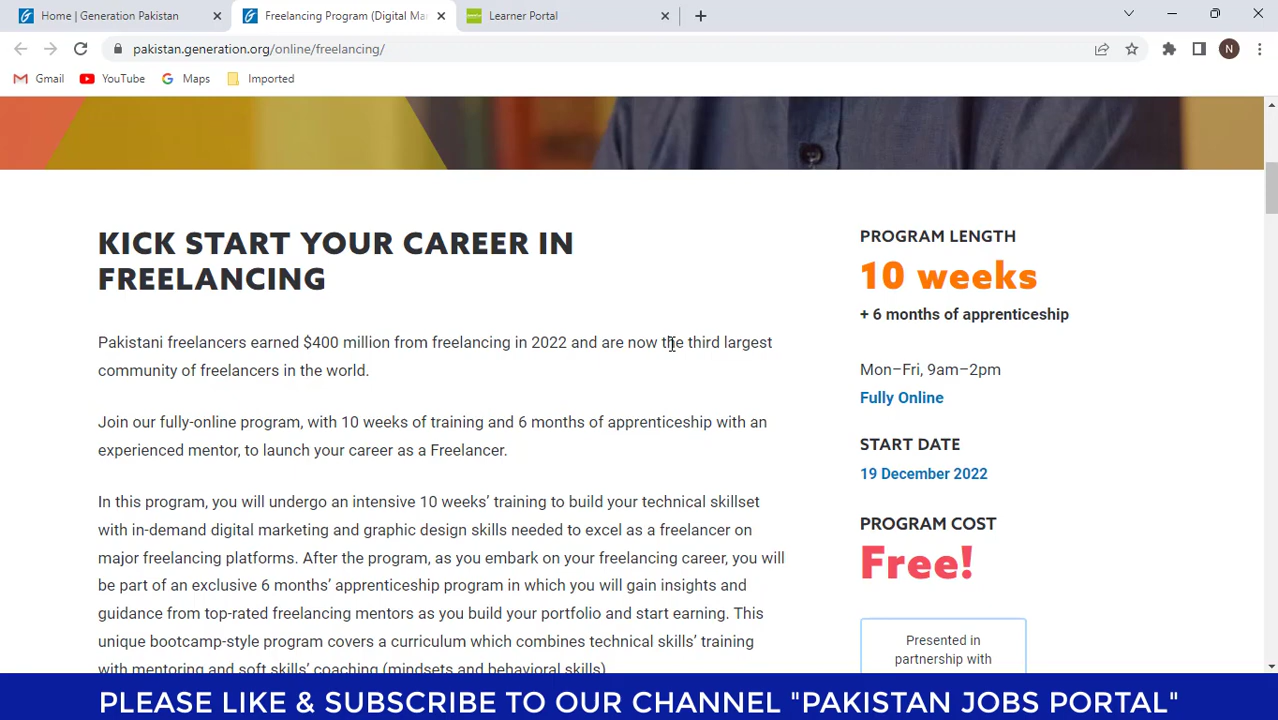 Home | Generation Pakistan
Freelancing Program (Digital Ma
Learner Portal
pakistan.generation.org/online/freelancing/
N
Gmail
YouTube
Maps
Imported
KICK START YOUR CAREER IN
FREELANCING
Pakistani freelancers earned $400 million from freelancing in 2022 and are now the third largest
community of freelancers in the world.
Join our fully-online program, with 10 weeks of training and 6 months of apprenticeship with an
experienced mentor, to launch your career as a Freelancer.
In this program, you will undergo an intensive 10 weeks’ training to build your technical skillset
with in-demand digital marketing and graphic design skills needed to excel as a freelancer on
major freelancing platforms. After the program, as you embark on your freelancing career, you will
be part of an exclusive 6 months’ apprenticeship program in which you will gain insights and
guidance from top-rated freelancing mentors as you build your portfolio and start earning. This
unique bootcamp-style program covers a curriculum which combines technical skills’ training
with mentoring and soft skills’ coaching (mindsets and behavioral skills)
PROGRAM LENGTH
10 weeks
+ 6 months of apprenticeship
Mon–Fri, 9am–2pm
Fully Online
START DATE
19 December 2022
PROGRAM COST
Free!
Presented in
partnership with
PLEASE LIKE & SUBSCRIBE TO OUR CHANNEL "PAKISTAN JOBS PORTAL"